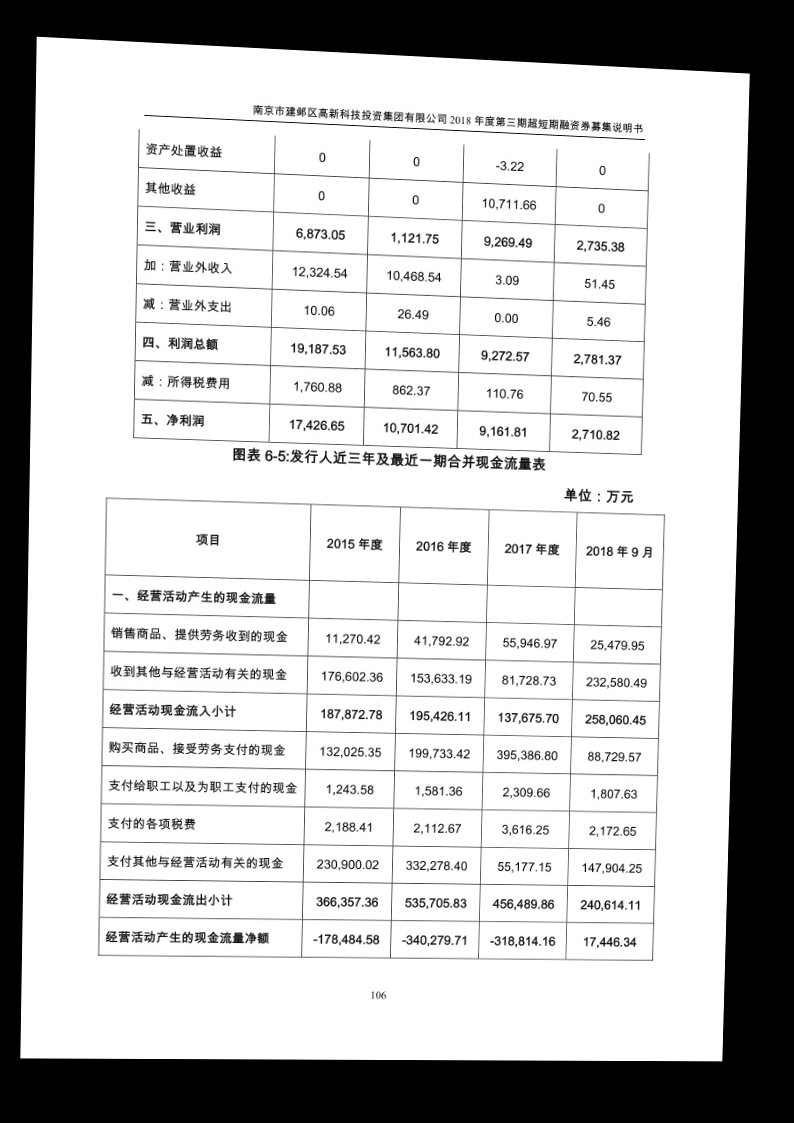 南京市建邺区高新科技投资集团有限公司 2018 年度第三期超短期融资券募集说明书
资产处置收益 0 0 -3.22 0
其他收益 0 0 10,711.66 0
三、营业利润 6,873.05 1,121.75 9,269.49 2,735.38
加：营业外收入 12,324.54 10,468.54 3.09 51.45
减：营业外支出 10.06 26.49 0.00 5.46
四、利润总额 19,187.53 11,563.80 9,272.57 2,781.37
减：所得税费用 1,760.88 862.37 110.76 70.55
五、净利润 17,426.65 10,701.42 9,161.81 2,710.82
图表 6-5:发行人近三年及最近一期合并现金流量表
单位：万元
项目 2015 年度 2016 年度 2017 年度 2018 年 9 月
一、经营活动产生的现金流量
销售商品、提供劳务收到的现金 11,270.42 41,792.92 55,946.97 25,479.95
收到其他与经营活动有关的现金 176,602.36 153,633.19 81,728.73 232,580.49
经营活动现金流入小计 187,872.78 195,426.11 137,675.70 258,060.45
购买商品、接受劳务支付的现金 132,025.35 199,733.42 395,386.80 88,729.57
支付给职工以及为职工支付的现金 1,243.58 1,581.36 2,309.66 1,807.63
支付的各项税费 2,188.41 2,112.67 3,616.25 2,172.65
支付其他与经营活动有关的现金 230,900.02 332,278.40 55,177.15 147,904.25
经营活动现金流出小计 366,357.36 535,705.83 456,489.86 240,614.11
经营活动产生的现金流量净额 -178,484.58 -340,279.71 -318,814.16 17,446.34
106